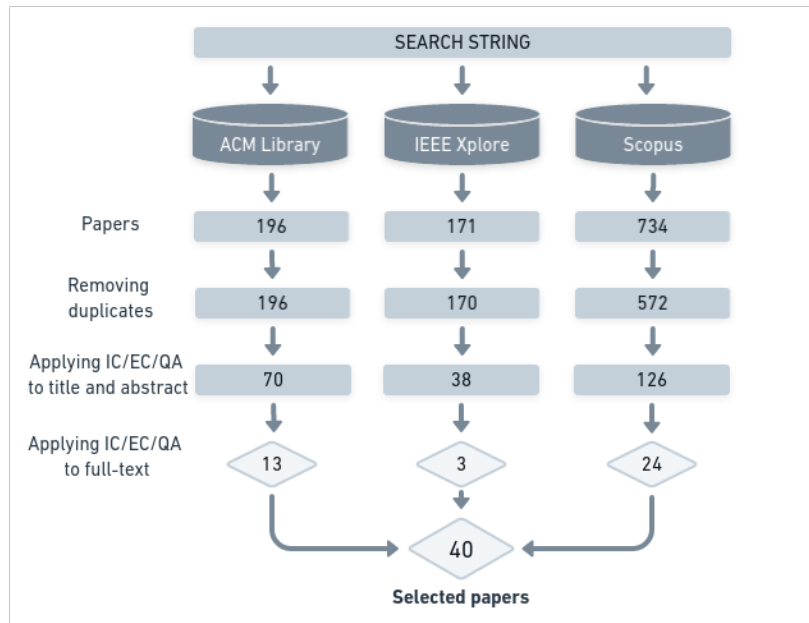 SEARCH STRING
ACM Library
IEEE Xplore
Scopus
Papers
196
171
734
Removing
duplicates
196
170
572
Applying IC/EC/QA
to title and abstract
70
38
126
Applying IC/EC/QA
to full-text
13
3
24
40
Selected papers